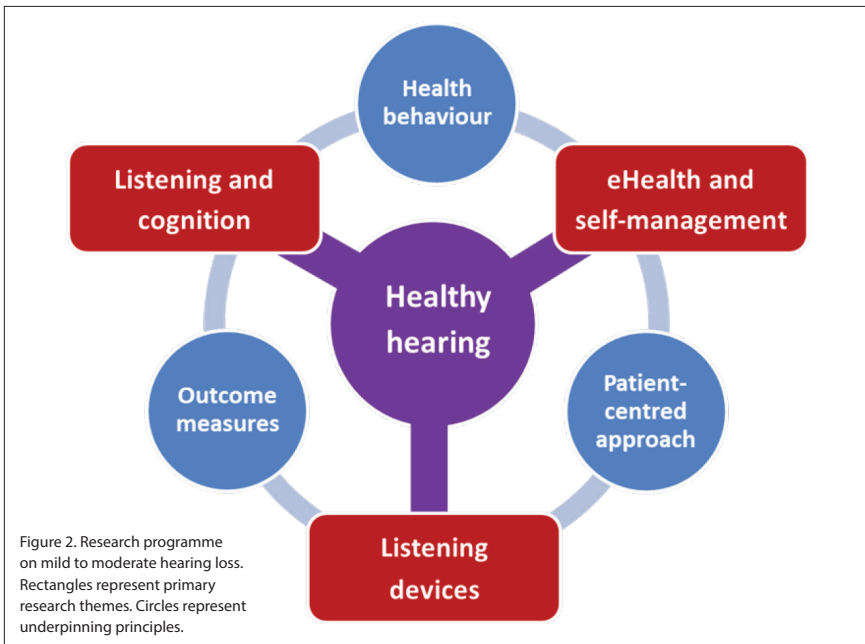 Health
behaviour
Listening and
cognition
eHealth and
self-management
Healthy
hearing
Outcome
measures
Patient-
centred
approach
Listening
devices
Figure 2. Research programme
on mild to moderate hearing loss.
Rectangles represent primary
research themes. Circles represent
underpinning principles.